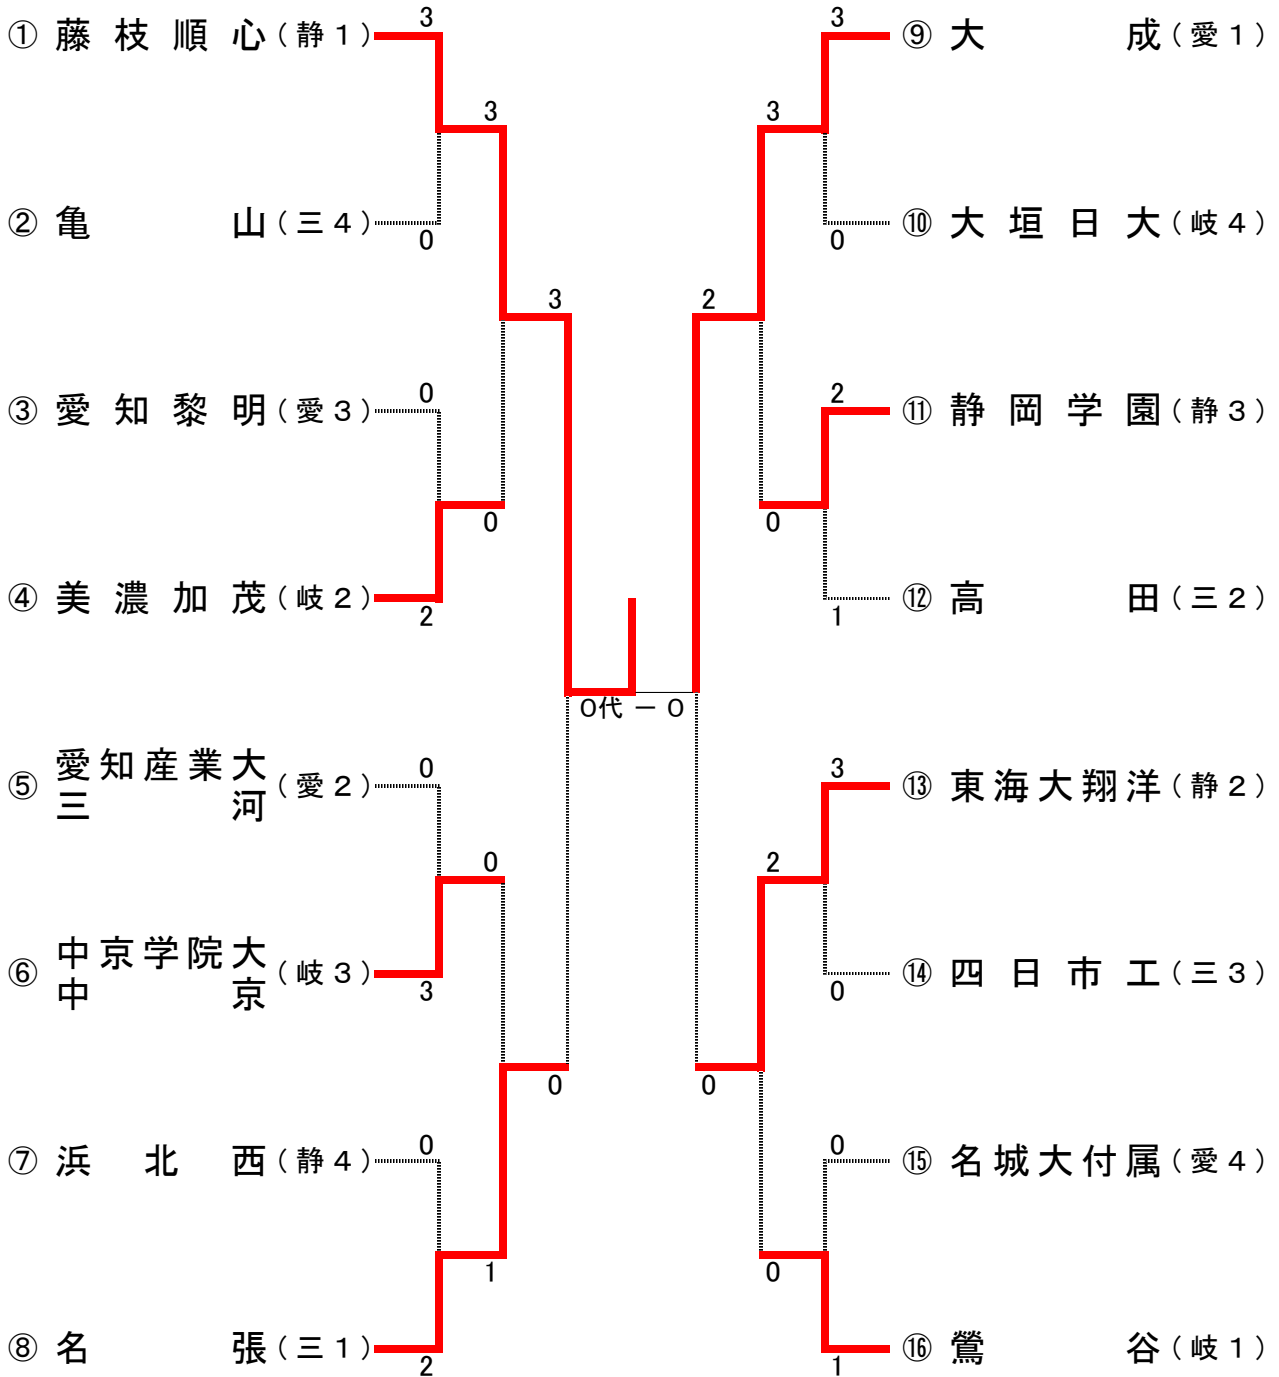 ① 藤枝順心（静１）
② 亀山（三４）
③ 愛知黎明（愛３）
④ 美濃加茂（岐２）
⑤ 愛知産業大
三河（愛２）
⑥ 中京学院大
中京（岐３）
⑦ 浜北西（静４）
⑧ 名張（三１）
3
0
0
2
0
3
0
2
3
0
0
1
3
0
0代 － 0
2
0
3
0
2
0
3
0
2
1
3
0
0
1
⑨ 大成（愛１）
⑩ 大垣日大（岐４）
⑪ 静岡学園（静３）
⑫ 高田（三２）
⑬ 東海大翔洋（静２）
⑭ 四日市工（三３）
⑮ 名城大付属（愛４）
⑯ 鶯谷（岐１）